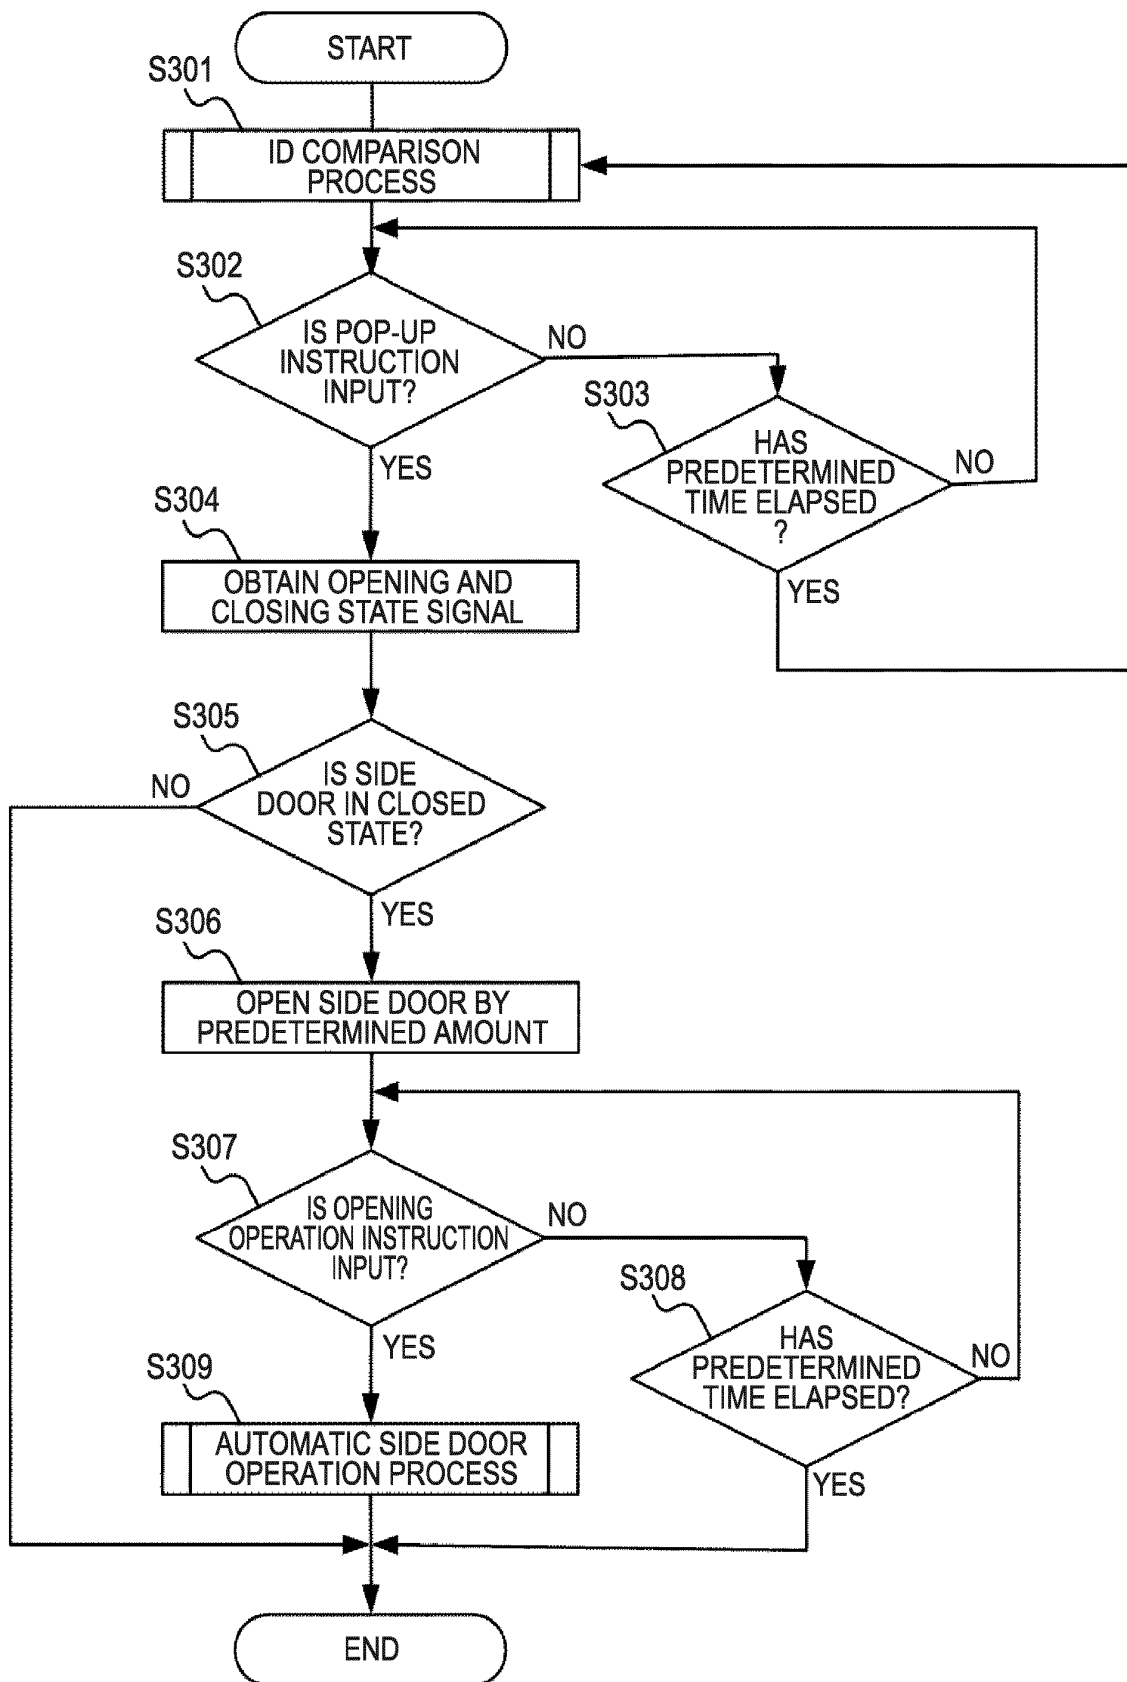 START
S301
ID COMPARISON
PROCESS
S302
IS POP-UP
INSTRUCTION
INPUT?
NO
YES
S303
HAS
PREDETERMINED
TIME ELAPSED
?
NO
YES
S304
OBTAIN OPENING AND
CLOSING STATE SIGNAL
S305
NO
IS SIDE
DOOR IN CLOSED
STATE?
YES
S306
OPEN SIDE DOOR BY
PREDETERMINED AMOUNT
S307
IS OPENING
OPERATION INSTRUCTION
INPUT?
NO
YES
S308
HAS
PREDETERMINED
TIME ELAPSED?
NO
YES
S309
AUTOMATIC SIDE DOOR
OPERATION PROCESS
END